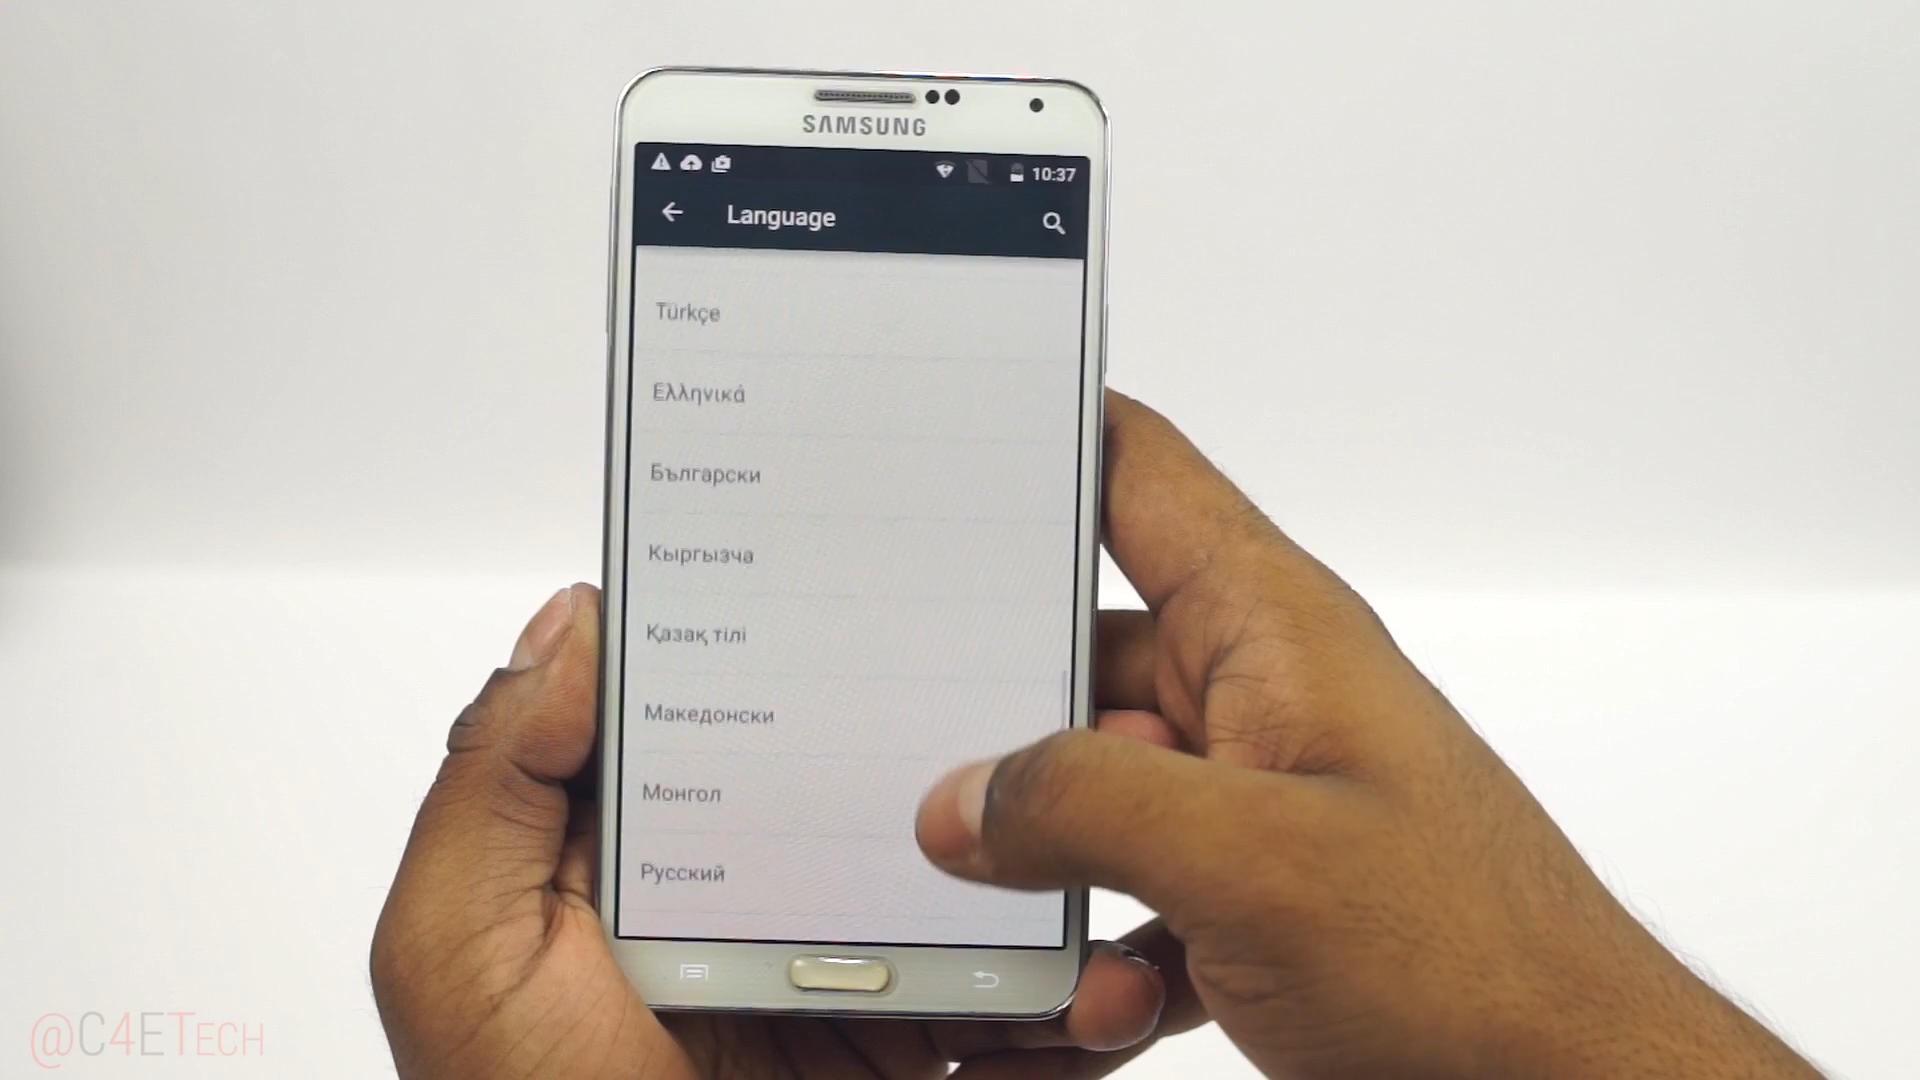 SAMSUNG
10:37
Language
Türkçe
Ελληνικά
Български
Кыргызча
Қазақ тілі
Македонски
Монгол
Русский
@C4ETECH